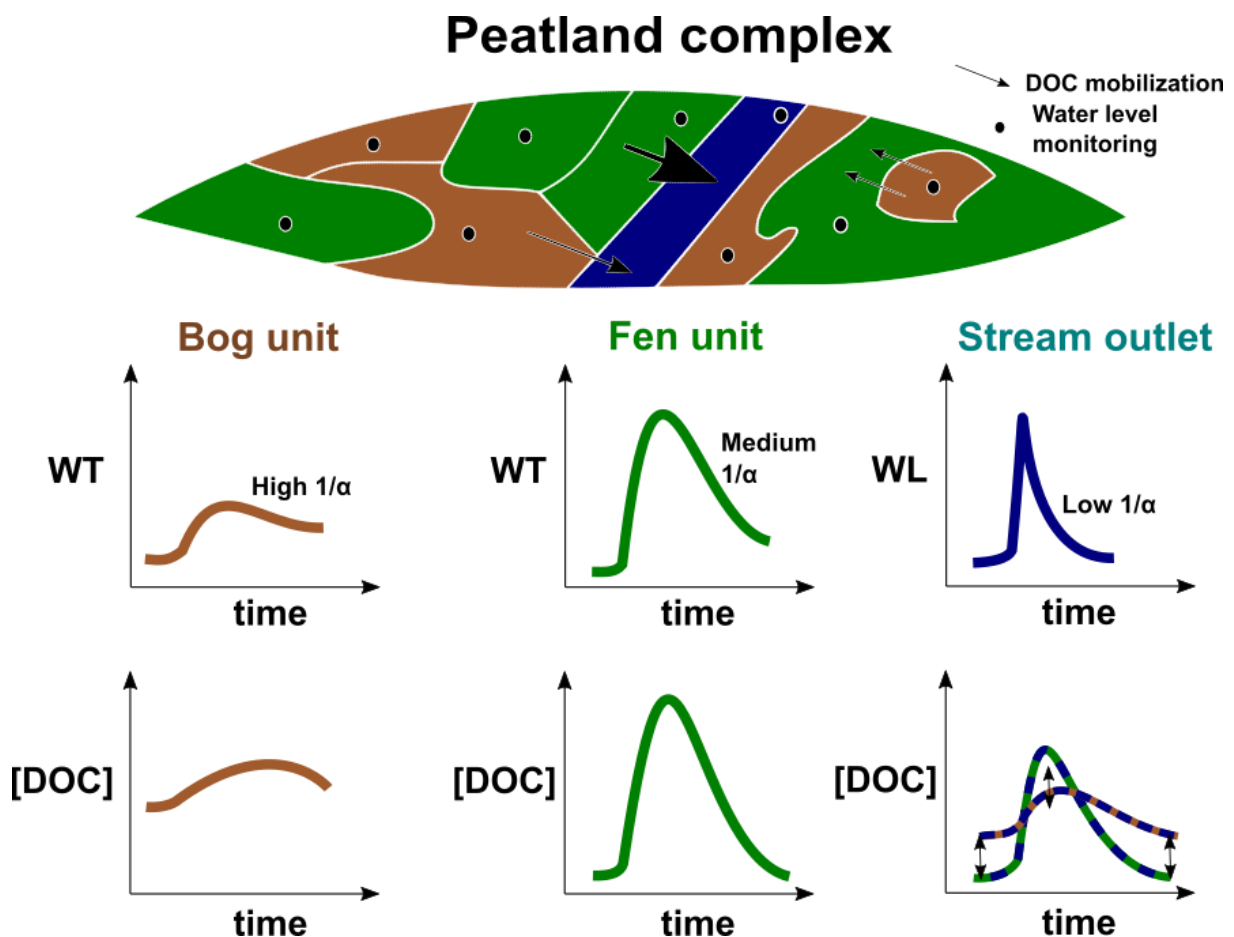 Peatland complex
DOC mobilization
Water level
monitoring
Bog unit
Fen unit
Stream outlet
WT
High 1/α
time
WT
Medium
1/α
time
WL
Low 1/α
time
[DOC]
time
[DOC]
time
[DOC]
time